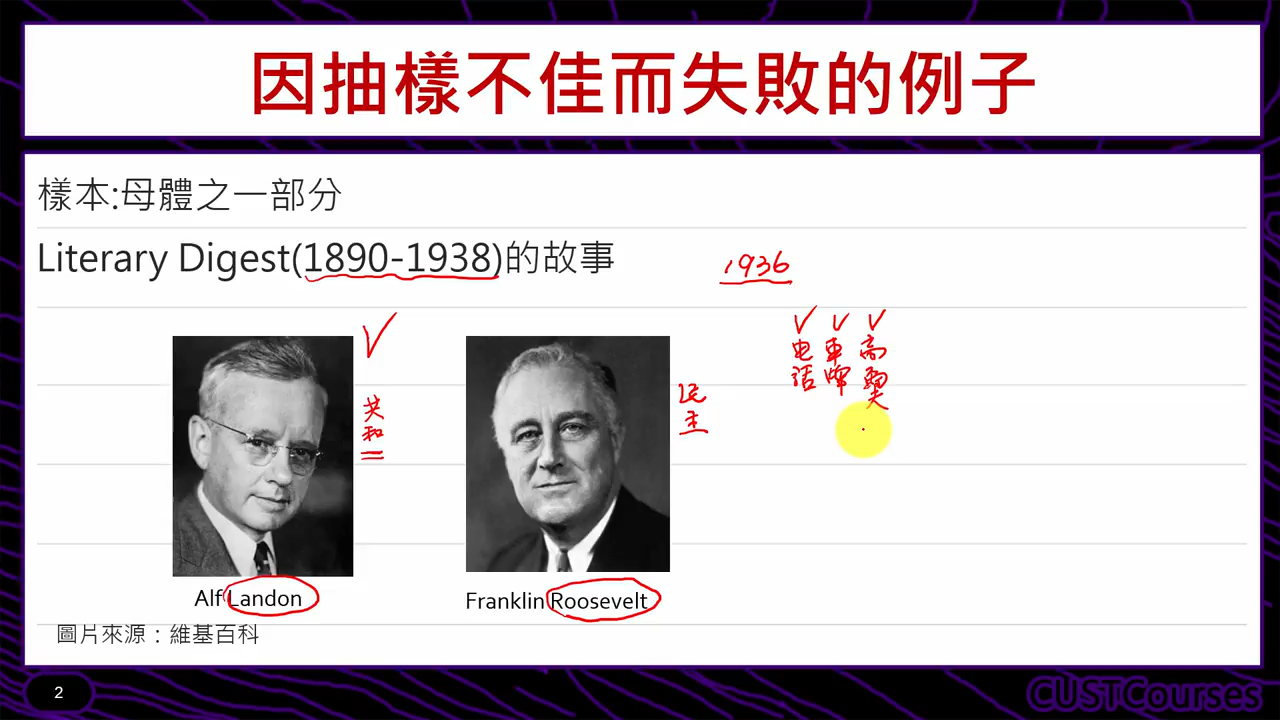 因抽樣不佳而失敗的例子
樣本:母體之一部分
Literary Digest(1890-1938)的故事
1936
电話
車牌
高
共和
民主
Alf Landon
Franklin Roosevelt
圖片來源：維基百科
2
CUSTCourses